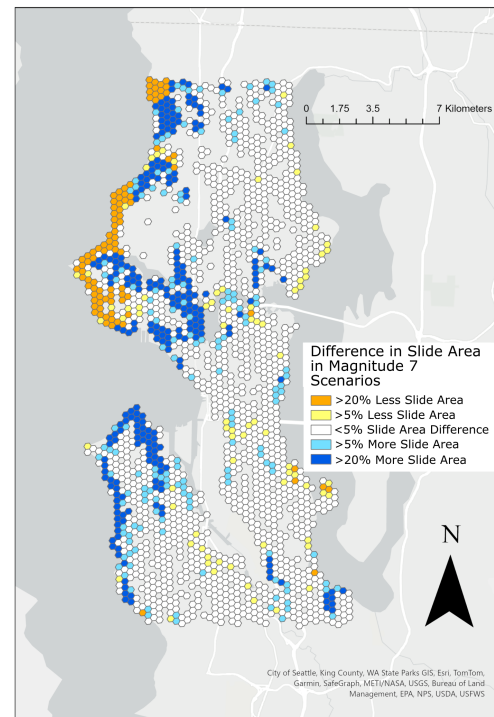 0 1.75 3.5 7 Kilometers
Difference in Slide Area
in Magnitude 7
Scenarios
>20% Less Slide Area
>5% Less Slide Area
<5% Slide Area Difference
>5% More Slide Area
>20% More Slide Area
N
City of Seattle, King County, WA State Parks GIS, Esri, TomTom,
Garmin, SafeGraph, METI/NASA, USGS, Bureau of Land
Management, EPA, NPS, USDA, USFWS